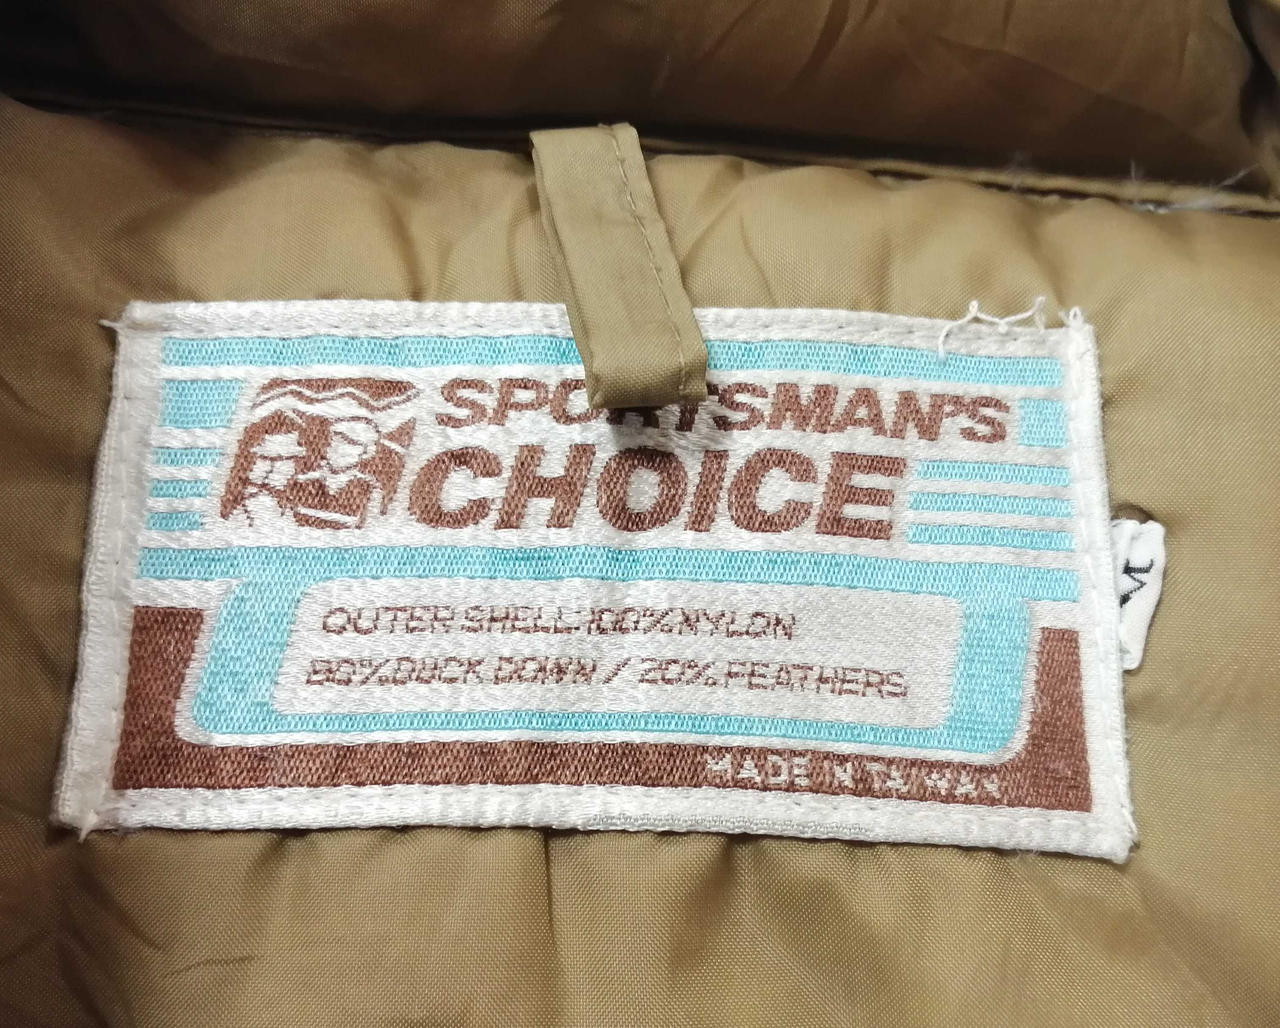 SPORTSMAN'S
CHOICE
OUTER SHELL:100%NYLON
80%DUCK DOWN / 20% FEATHERS
MADE IN TAIWAN
M